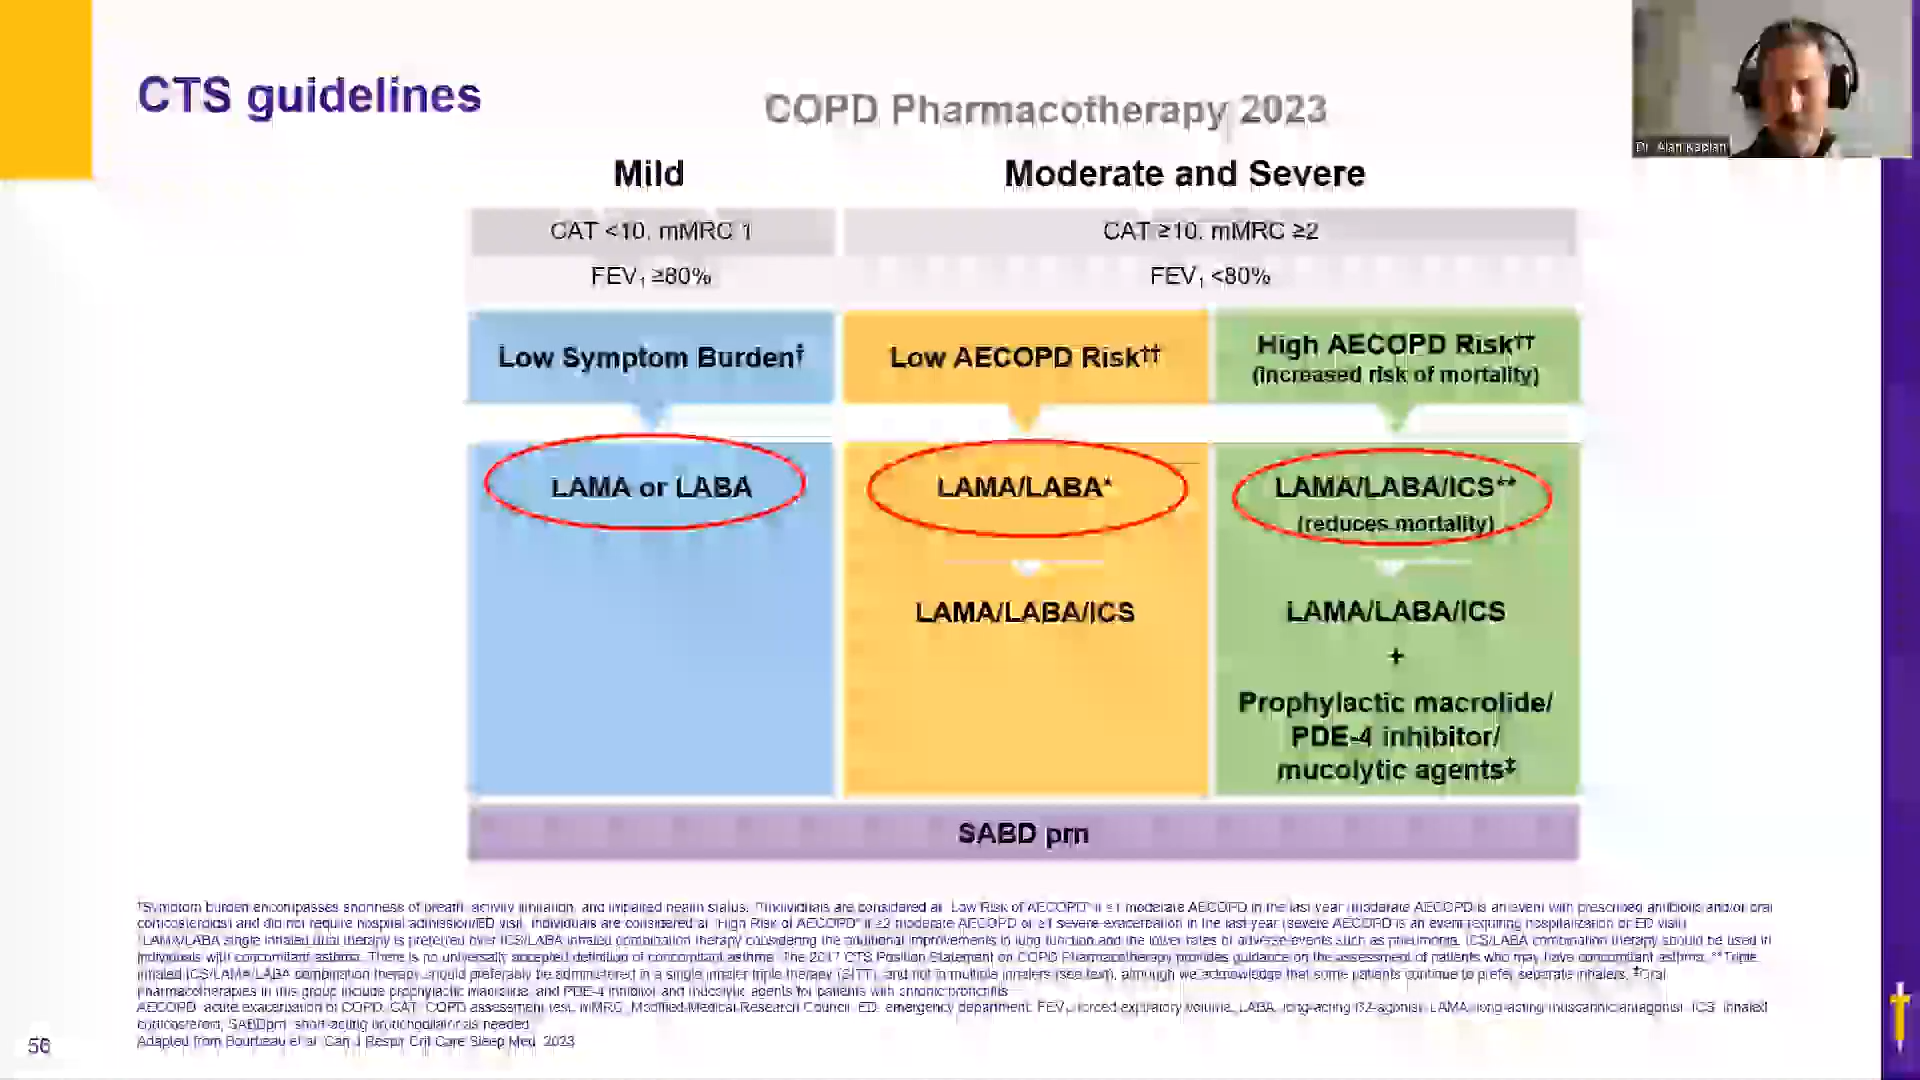 CTS guidelines
COPD Pharmacotherapy 2023
Dr. Alan Kaplan
Mild
Moderate and Severe
CAT <10, mMRC 1
CAT ≥10, mMRC ≥2
FEV₁ ≥80%
FEV₁ <80%
Low Symptom Burden†
Low AECOPD Risk††
High AECOPD Risk††
(increased risk of mortality)
LAMA or LABA
LAMA/LABA*
LAMA/LABA/ICS**
(reduces mortality)
LAMA/LABA/ICS
LAMA/LABA/ICS
+
Prophylactic macrolide/
PDE-4 inhibitor/
mucolytic agents‡
SABD prn
†Symptom burden encompasses shortness of breath, activity limitation, and impaired health status. ††Individuals are considered at "Low Risk of AECOPD" if ≤1 moderate AECOPD in the last year (moderate AECOPD is an event with prescribed antibiotic and/or oral
corticosteroids) and did not require hospital admission/ED visit. Individuals are considered at "High Risk of AECOPD" if ≥2 moderate AECOPD or ≥1 severe exacerbation in the last year (severe AECOPD is an event requiring hospitalization or ED visit)
*LAMA/LABA single inhaled dual therapy is preferred over ICS/LABA inhaled combination therapy considering the additional improvements in lung function and the lower rates of adverse events such as pneumonia. ICS/LABA combination therapy should be used in
individuals with concomitant asthma. There is no universally accepted definition of concomitant asthma. The 2017 CTS Position Statement on COPD Pharmacotherapy provides guidance on the assessment of patients who may have concomitant asthma. **Triple
inhaled ICS/LAMA/LABA combination therapy should preferably be administered in a single inhaler triple therapy (SITT), and not in multiple inhalers (see text), although we acknowledge that some patients continue to prefer separate inhalers. ‡Oral
pharmacotherapies in this group include prophylactic macrolide, and PDE-4 inhibitor and mucolytic agents for patients with chronic bronchitis
AECOPD, acute exacerbation of COPD; CAT, COPD assessment test; mMRC, Modified Medical Research Council; ED, emergency department; FEV₁, forced expiratory volume; LABA, long-acting β2-agonist; LAMA, long-acting muscarinic antagonist; ICS, inhaled
corticosteroid; SABDprn, short-acting bronchodilator as needed
Adapted from Bourbeau et al. Can J Respir Crit Care Sleep Med. 2023
56